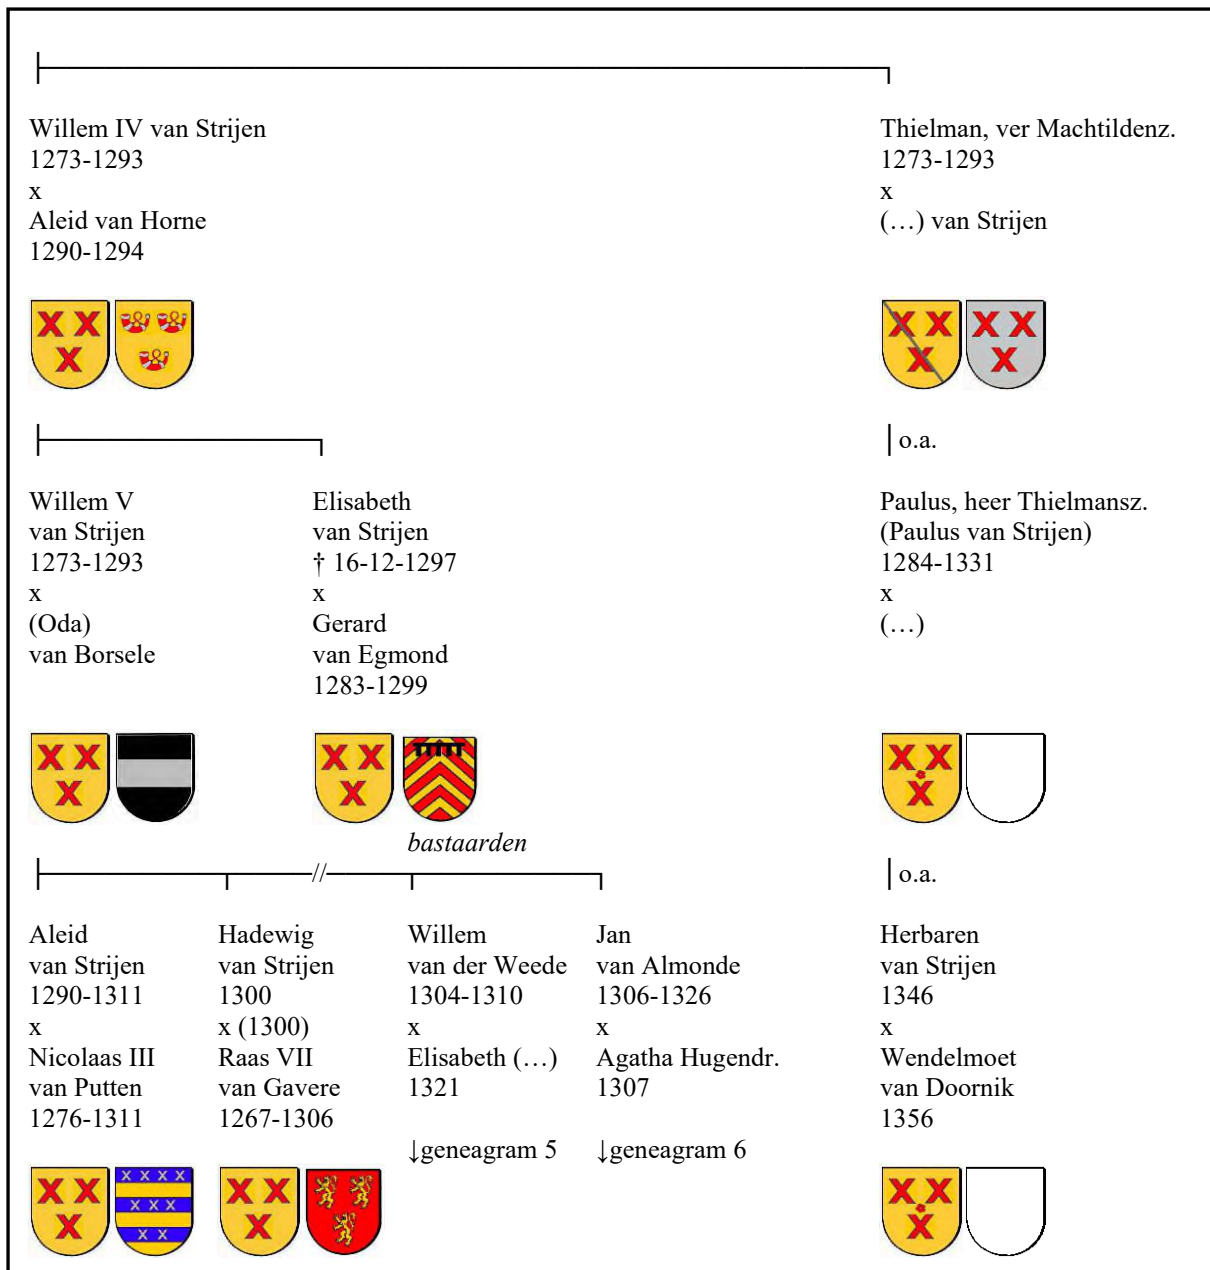 Willem IV van Strijen
1273-1293
x
Aleid van Horne
1290-1294
Thielman, ver Machtildenz.
1273-1293
x
(…) van Strijen
o.a.
Willem V
van Strijen
1273-1293
x
(Oda)
van Borsele
Elisabeth
van Strijen
† 16-12-1297
x
Gerard
van Egmond
1283-1299
Paulus, heer Thielmansz.
(Paulus van Strijen)
1284-1331
x
(…)
bastaarden
//
o.a.
Aleid
van Strijen
1290-1311
x
Nicolaas III
van Putten
1276-1311
Hadewig
van Strijen
1300
x (1300)
Raas VII
van Gavere
1267-1306
Willem
van der Weede
1304-1310
x
Elisabeth (…)
1321
↓geneagram 5
Jan
van Almonde
1306-1326
x
Agatha Hugendr.
1307
↓geneagram 6
Herbaren
van Strijen
1346
x
Wendelmoet
van Doornik
1356